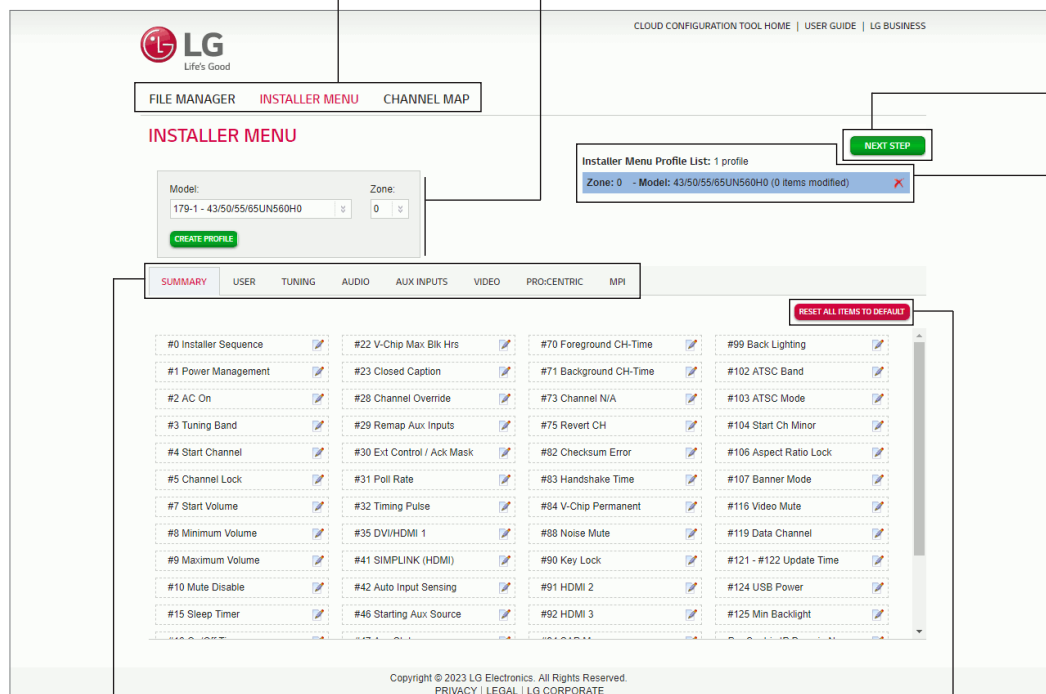 CLOUD CONFIGURATION TOOL HOME | USER GUIDE | LG BUSINESS
LG
Life's Good
FILE MANAGER INSTALLER MENU CHANNEL MAP
INSTALLER MENU
NEXT STEP
Installer Menu Profile List: 1 profile
Zone: 0 - Model: 43/50/55/65UN560H0 (0 items modified)
Model: Zone:
179-1 - 43/50/55/65UN560H0 0
CREATE PROFILE
SUMMARY USER TUNING AUDIO AUX INPUTS VIDEO PRO:CENTRIC MPI
RESET ALL ITEMS TO DEFAULT
#0 Installer Sequence #22 V-Chip Max Blk Hrs #70 Foreground CH-Time #99 Back Lighting
#1 Power Management #23 Closed Caption #71 Background CH-Time #102 ATSC Band
#2 AC On #28 Channel Override #73 Channel N/A #103 ATSC Mode
#3 Tuning Band #29 Remap Aux Inputs #75 Revert CH #104 Start Ch Minor
#4 Start Channel #30 Ext Control / Ack Mask #82 Checksum Error #106 Aspect Ratio Lock
#5 Channel Lock #31 Poll Rate #83 Handshake Time #107 Banner Mode
#7 Start Volume #32 Timing Pulse #84 V-Chip Permanent #116 Video Mute
#8 Minimum Volume #35 DVI/HDMI 1 #88 Noise Mute #119 Data Channel
#9 Maximum Volume #41 SIMPLINK (HDMI) #90 Key Lock #121 - #122 Update Time
#10 Mute Disable #42 Auto Input Sensing #91 HDMI 2 #124 USB Power
#15 Sleep Timer #46 Starting Aux Source #92 HDMI 3 #125 Min Backlight
Copyright © 2023 LG Electronics. All Rights Reserved.
PRIVACY | LEGAL | LG CORPORATE